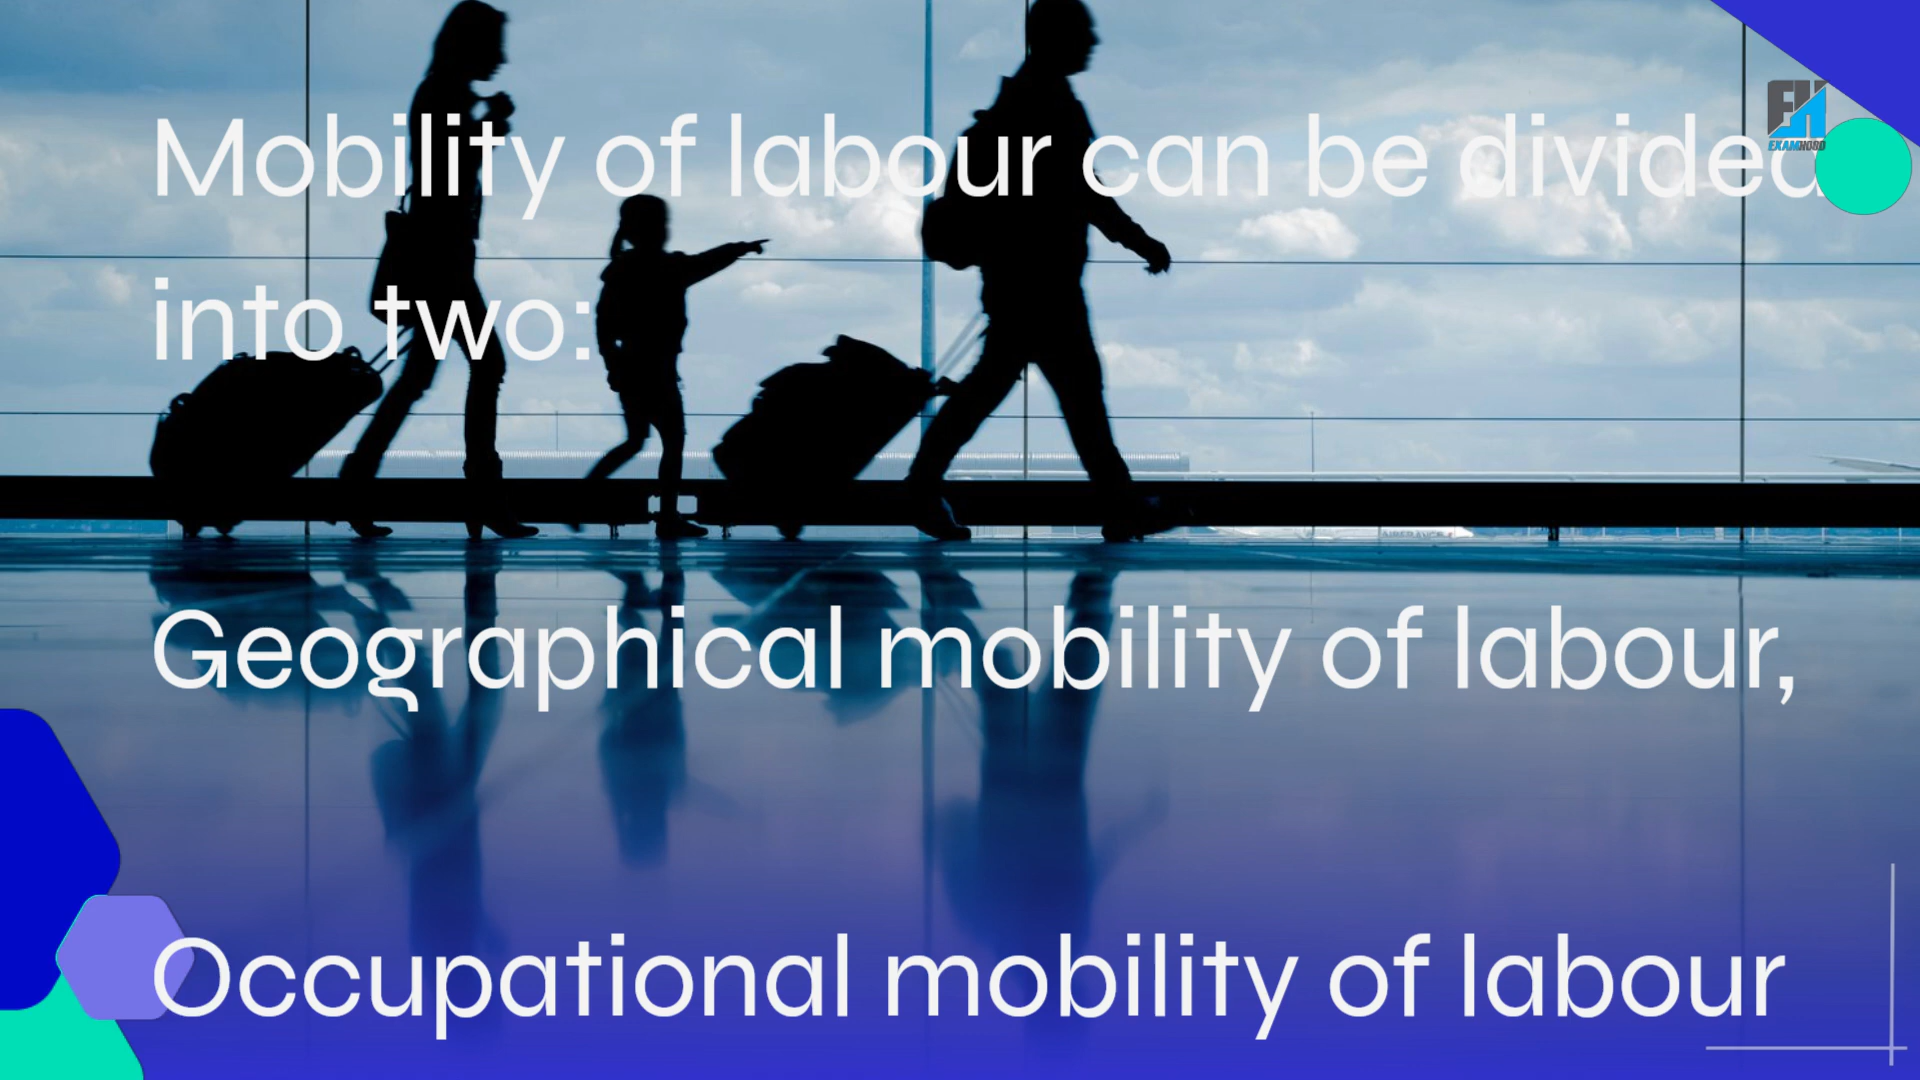 Mobility of labour can be divided
into two:
EXAMHOOD
Geographical mobility of labour,
Occupational mobility of labour